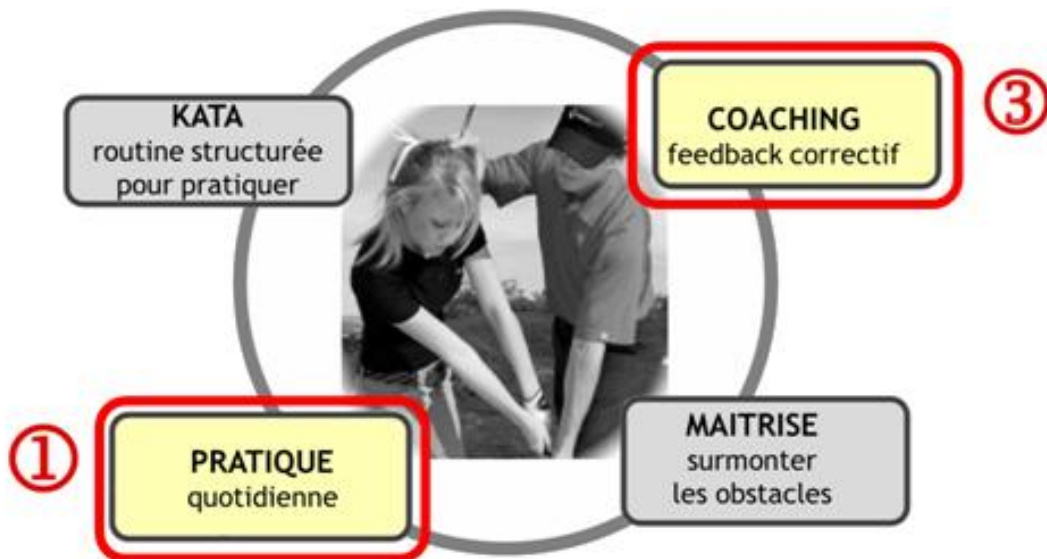 KATA
routine structurée
pour pratiquer
COACHING
feedback correctif
③
①
PRATIQUE
quotidienne
MAITRISE
surmonter
les obstacles